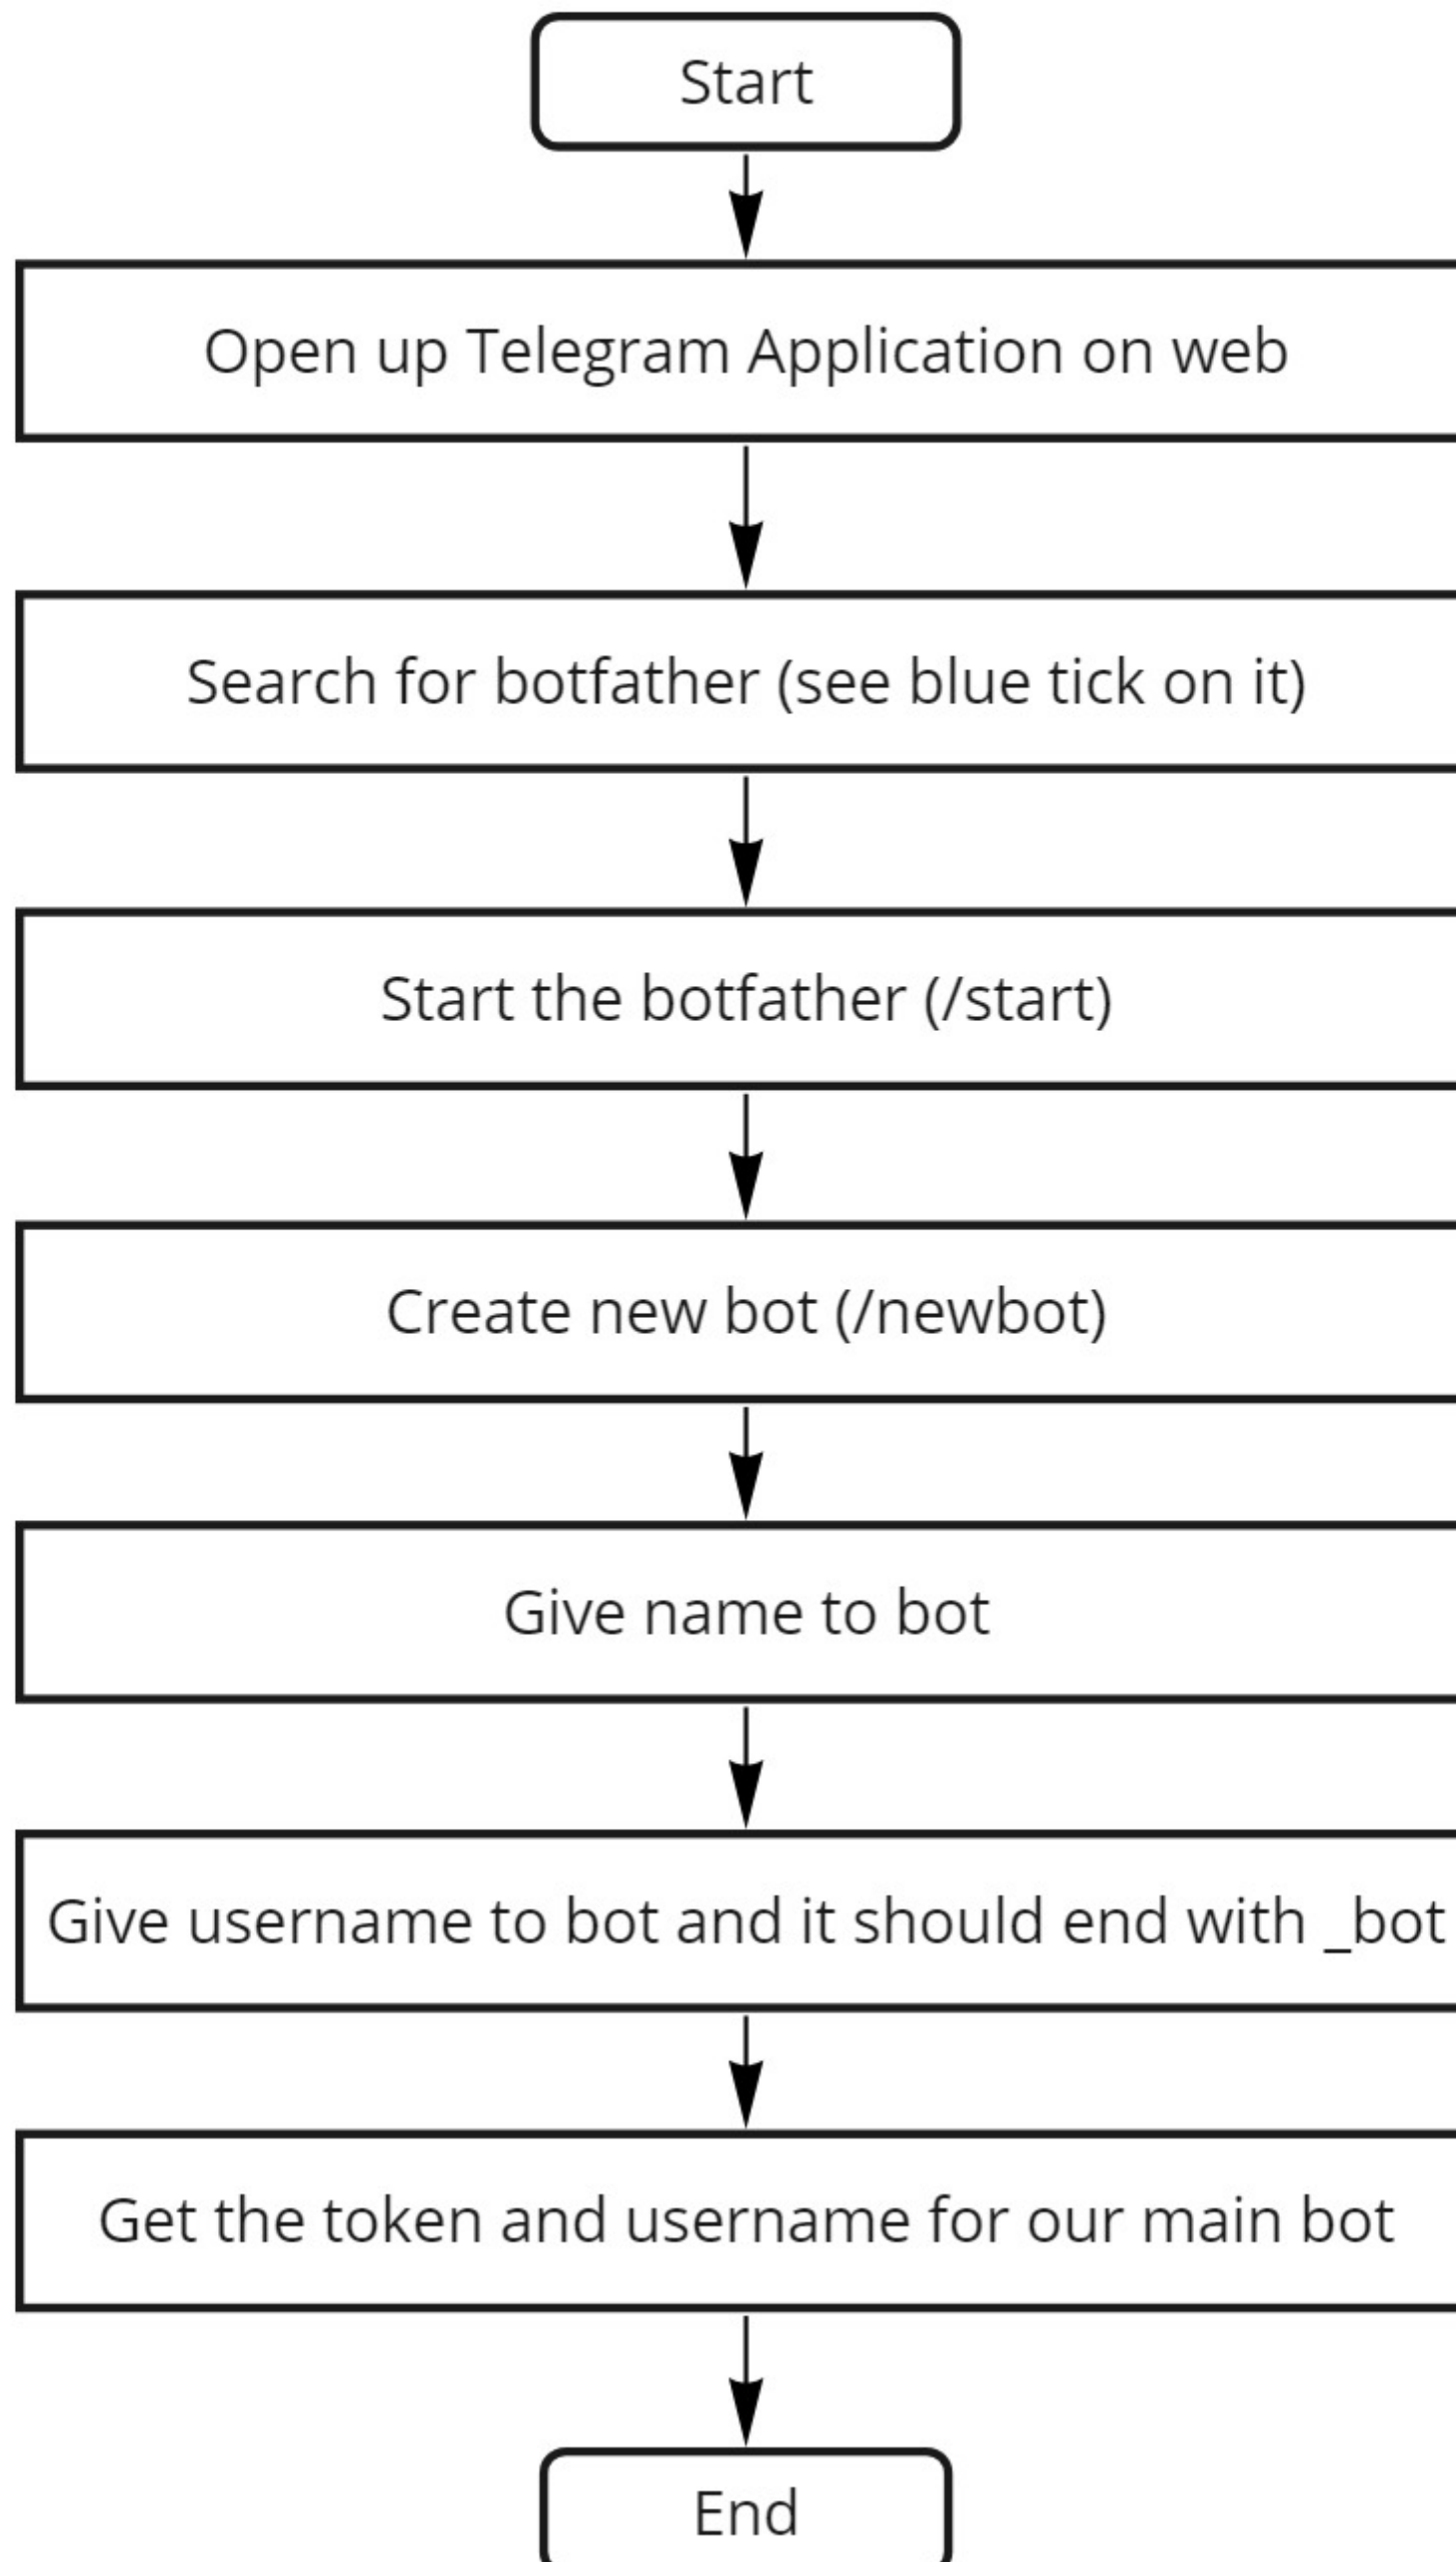 Start
Open up Telegram Application on web
Search for botfather (see blue tick on it)
Start the botfather (/start)
Create new bot (/newbot)
Give name to bot
Give username to bot and it should end with _bot
Get the token and username for our main bot
End